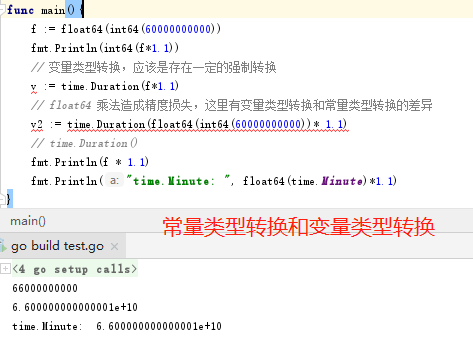 func main(){
f := float64(int64(60000000000))
fmt.Println(int64(f*1.1))
// 变量类型转换，应该是存在一定的强制转换
v := time.Duration(f*1.1)
// float64 乘法造成精度损失，这里有变量类型转换和常量类型转换的差异
v2 := time.Duration(float64(int64(60000000000))* 1.1)
// time.Duration()
fmt.Println(f * 1.1)
fmt.Println( a: "time.Minute: ", float64(time.Minute)*1.1)
}
main()
常量类型转换和变量类型转换
go build test.go ×
<4 go setup calls>
66000000000
6.600000000000001e+10
time.Minute:  6.600000000000001e+10